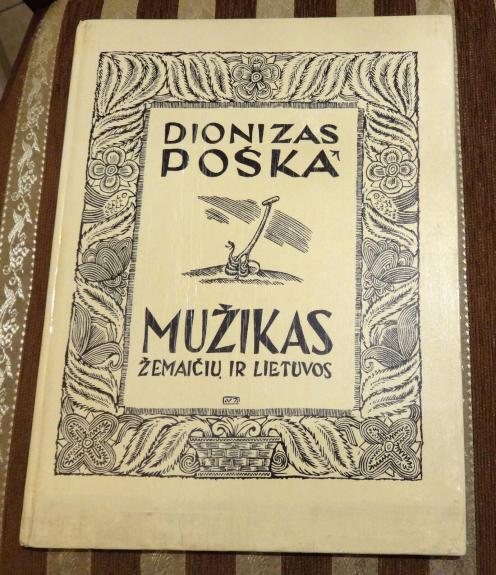 DIONIZAS
POŠKA
MUŽIKAS
ŽEMAIČIŲ IR LIETUVOS